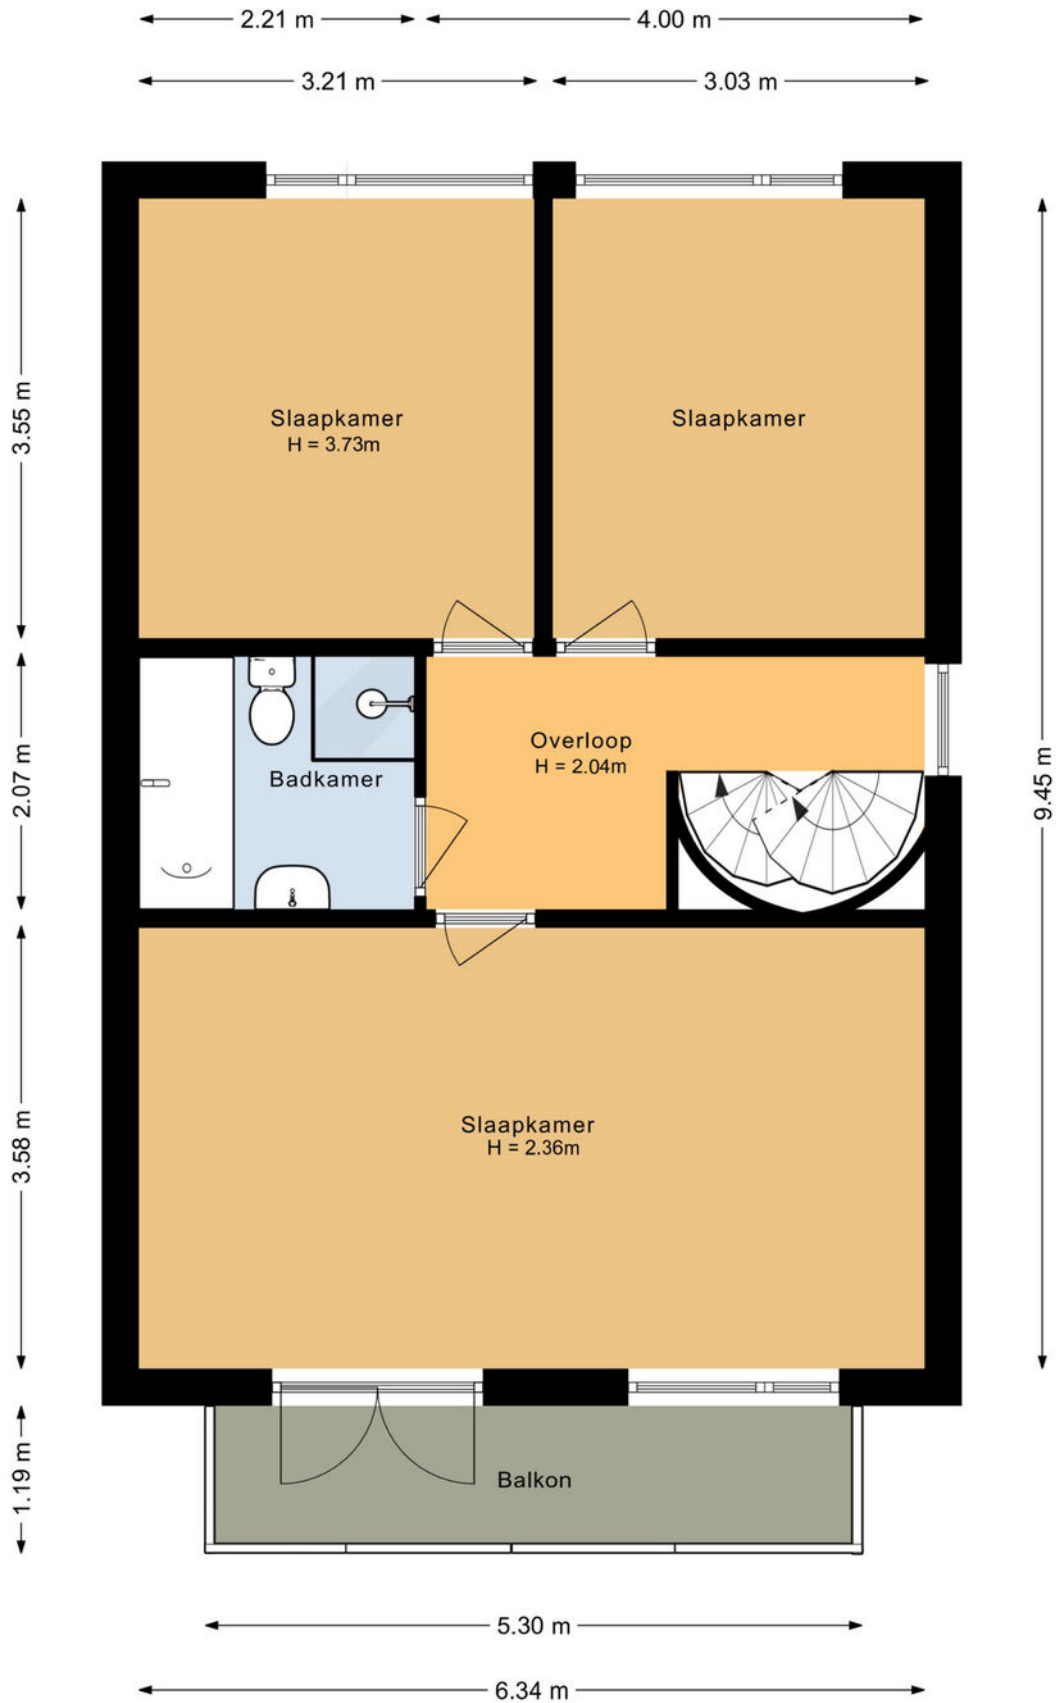 2.21 m
4.00 m
3.21 m
3.03 m
3.55 m
Slaapkamer
H = 3.73m
Slaapkamer
2.07 m
Badkamer
Overloop
H = 2.04m
9.45 m
3.58 m
Slaapkamer
H = 2.36m
1.19 m
Balkon
5.30 m
6.34 m